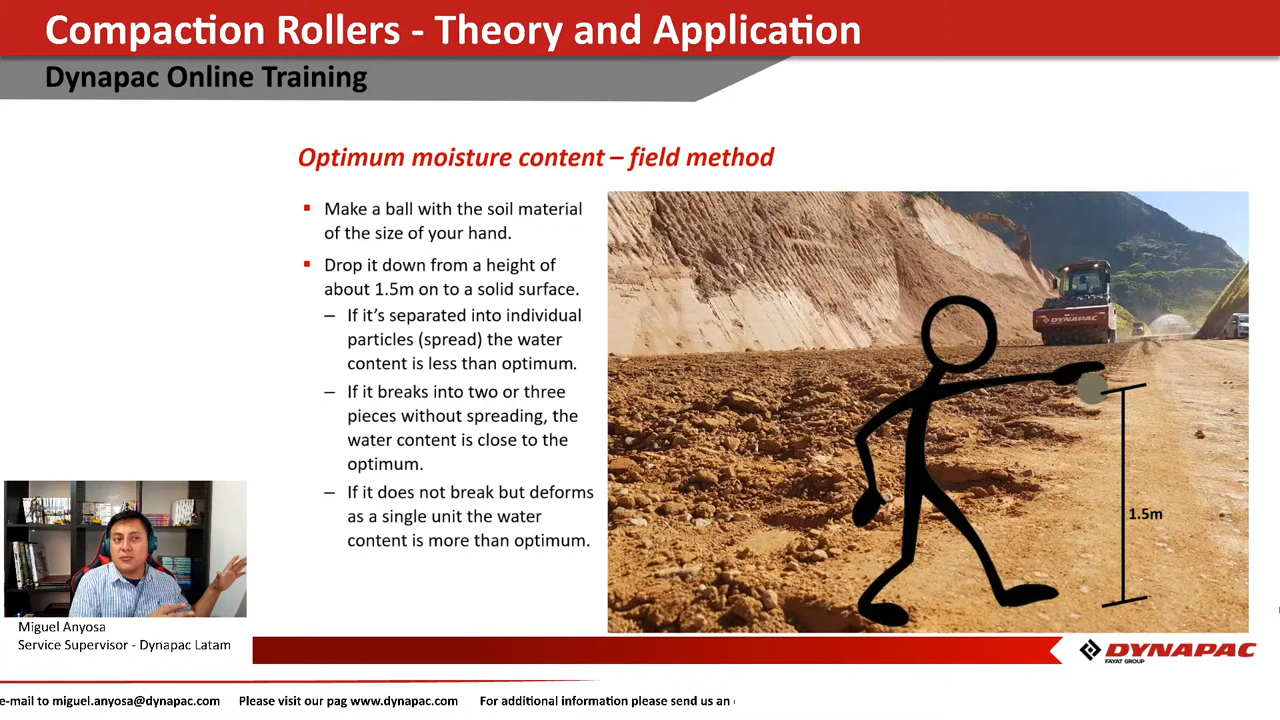 Compaction Rollers - Theory and Application
Dynapac Online Training
Optimum moisture content – field method
Make a ball with the soil material
of the size of your hand.
Drop it down from a height of
about 1.5m on to a solid surface.
– If it’s separated into individual
particles (spread) the water
content is less than optimum.
– If it breaks into two or three
pieces without spreading, the
water content is close to the
optimum.
– If it does not break but deforms
as a single unit the water
content is more than optimum.
DYNAPAC
1.5m
Miguel Anyosa
Service Supervisor - Dynapac Latam
DYNAPAC
FAYAT GROUP
e-mail to miguel.anyosa@dynapac.com Please visit our pag www.dynapac.com For additional information please send us an